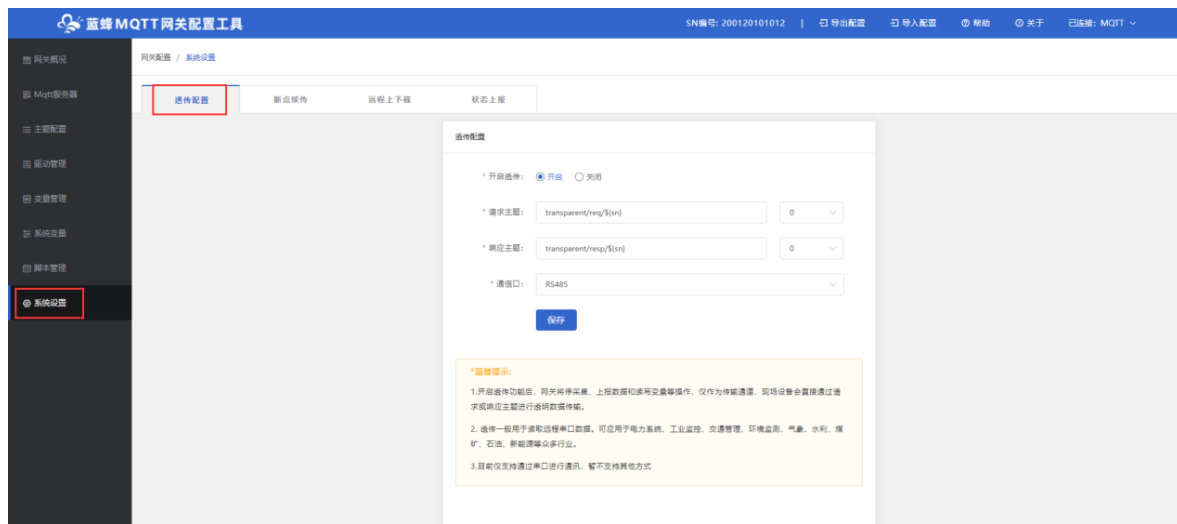 蓝蜂MQTT网关配置工具
SN编号: 200120101012 | 导出配置 导入配置 帮助 关于 已连接: MQTT
网关概况
网关配置 / 系统设置
Mqtt服务器
透传配置 断点续传 远程上下载 状态上报
主题配置
透传配置
驱动管理
* 开启透传: 开启 关闭
变量管理
* 请求主题: transparent/req/${sn} 0
系统变量
* 响应主题: transparent/resp/${sn} 0
脚本管理
* 通信口: RS485
系统设置
保存
*温馨提示:
1.开启透传功能后，网关将停采集、上报数据和读写变量等操作，仅作为传输通道，现场设备会直接通过请
求或响应主题进行透明数据传输。
2. 透传一般用于读取远程串口数据。可应用于电力系统、工业监控、交通管理、环境监测、气象、水利、煤
矿、石油、新能源等众多行业。
3.目前仅支持通过串口进行通讯，暂不支持其他方式